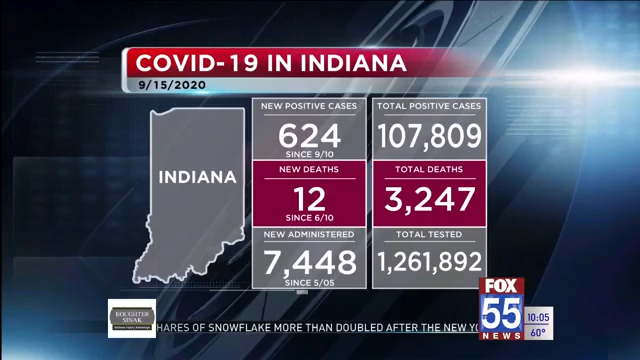 COVID-19 IN INDIANA
9/15/2020
INDIANA
NEW POSITIVE CASES
624
SINCE 9/10
TOTAL POSITIVE CASES
107,809
NEW DEATHS
12
SINCE 6/10
TOTAL DEATHS
3,247
NEW ADMINISTERED
7,448
SINCE 5/05
TOTAL TESTED
1,261,892
BOUGHTER
SINAK
HARES OF SNOWFLAKE MORE THAN DOUBLED AFTER THE NEW YO
FOX
55
NEWS
10:05
60°